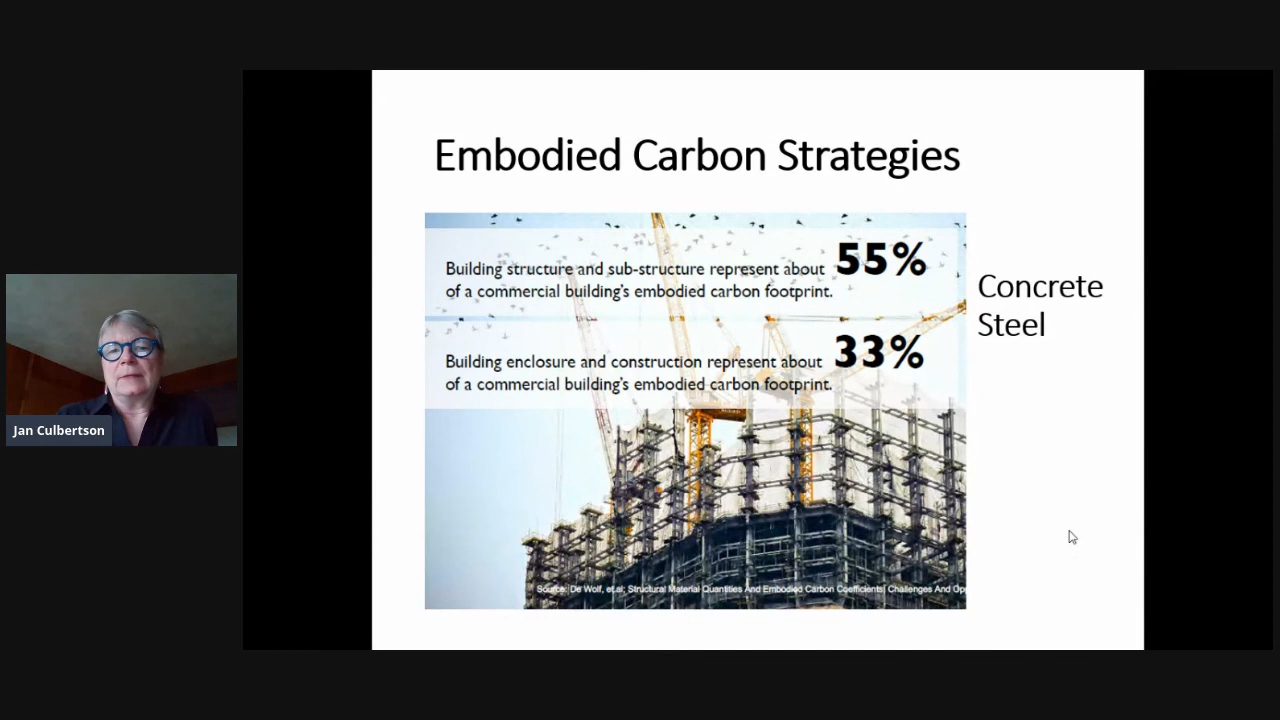 Embodied Carbon Strategies
Building structure and sub-structure represent about 55%
of a commercial building's embodied carbon footprint.
Concrete
Steel
Building enclosure and construction represent about 33%
of a commercial building's embodied carbon footprint.
Source: De Wolf, et.al; Structural Material Quantities And Embodied Carbon Coefficients: Challenges And
Jan Culbertson